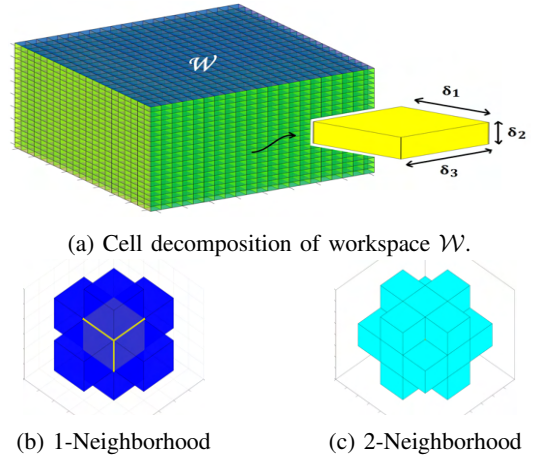 𝒲
δ₁
δ₂
δ₃
(a) Cell decomposition of workspace 𝒲.
(b) 1-Neighborhood
(c) 2-Neighborhood